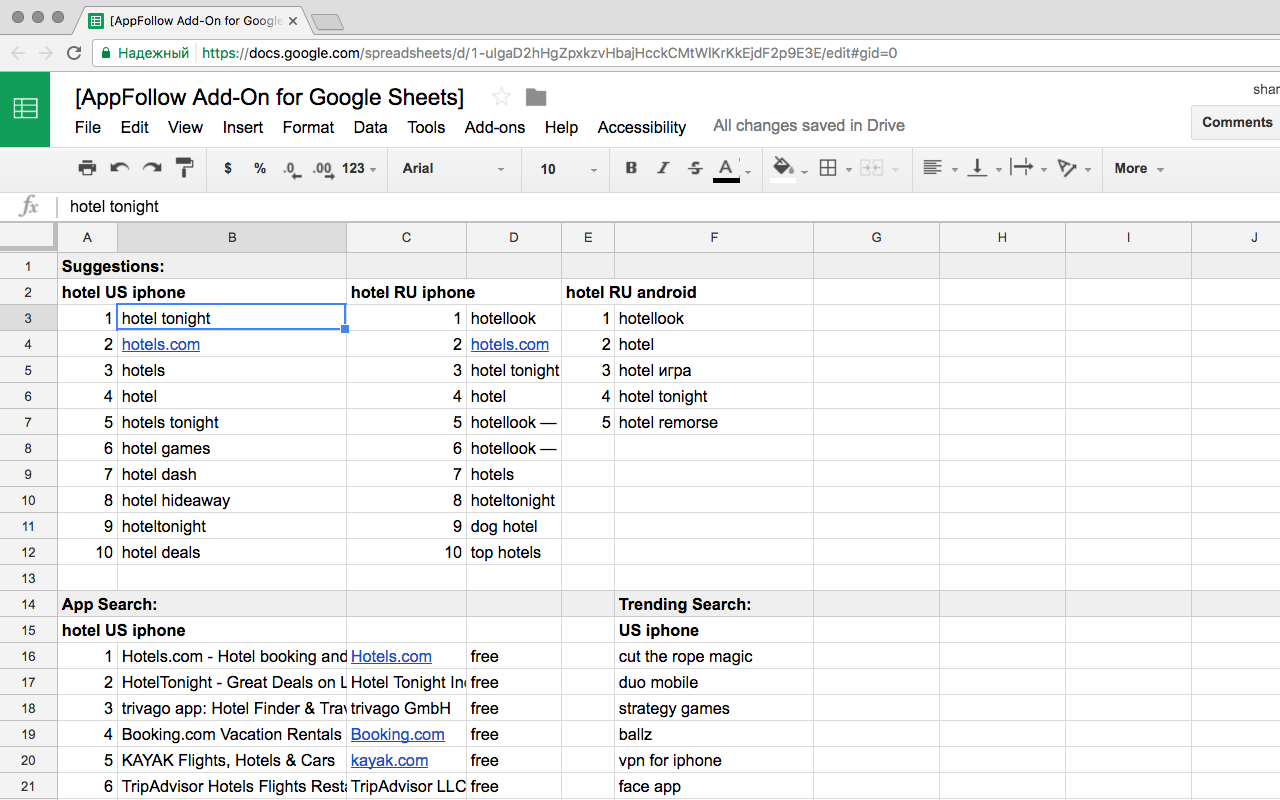 [AppFollow Add-On for Google
Надежный https://docs.google.com/spreadsheets/d/1-ulgaD2hHgZpxkzvHbajHcckCMtWlKrKkEjdF2p9E3E/edit#gid=0
[AppFollow Add-On for Google Sheets]
shar
File Edit View Insert Format Data Tools Add-ons Help Accessibility All changes saved in Drive
Comments
$ % .0 .00 123 Arial 10 B I S A More
fx hotel tonight
A B C D E F G H I J
1 Suggestions:
2 hotel US iphone hotel RU iphone hotel RU android
3 1 hotel tonight 1 hotellook 1 hotellook
4 2 hotels.com 2 hotels.com 2 hotel
5 3 hotels 3 hotel tonight 3 hotel игра
6 4 hotel 4 hotel 4 hotel tonight
7 5 hotels tonight 5 hotellook — 5 hotel remorse
8 6 hotel games 6 hotellook —
9 7 hotel dash 7 hotels
10 8 hotel hideaway 8 hoteltonight
11 9 hoteltonight 9 dog hotel
12 10 hotel deals 10 top hotels
13
14 App Search: Trending Search:
15 hotel US iphone US iphone
16 1 Hotels.com - Hotel booking and Hotels.com free cut the rope magic
17 2 HotelTonight - Great Deals on L Hotel Tonight Inc free duo mobile
18 3 trivago app: Hotel Finder & Trav trivago GmbH free strategy games
19 4 Booking.com Vacation Rentals Booking.com free ballz
20 5 KAYAK Flights, Hotels & Cars kayak.com free vpn for iphone
21 6 TripAdvisor Hotels Flights Resta TripAdvisor LLC free face app